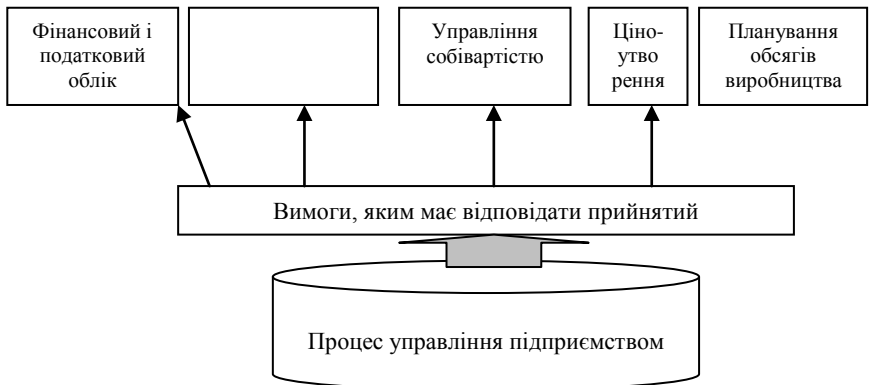 Фінансовий і
податковий
облік
Управління
собівартістю
Ціно-
утво
рення
Планування
обсягів
виробництва
Вимоги, яким має відповідати прийнятий
Процес управління підприємством